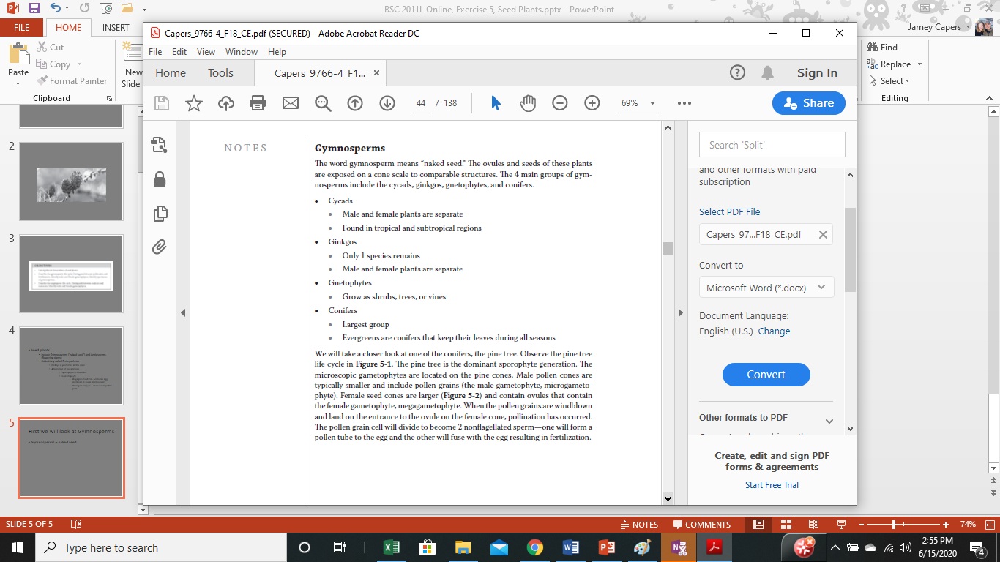 BSC 2011L Online, Exercise 5, Seed Plants.pptx - PowerPoint
FILE
HOME
INSERT
Jamey Capers
Paste
Cut
Copy
Format Painter
Clipboard
New
Slide
Find
Replace
Select
Editing
Capers_9766-4_F18_CE.pdf (SECURED) - Adobe Acrobat Reader DC
File Edit View Window Help
Home
Tools
Capers_9766-4_F1...
Sign In
44 / 138
69%
Share
2
3
OBJECTIVES
4
Seed plants
5
First we will look at Gymnosperms
• Gymnosperms = naked seed
NOTES
Gymnosperms
The word gymnosperm means “naked seed.” The ovules and seeds of these plants
are exposed on a cone scale to comparable structures. The 4 main groups of gym-
nosperms include the cycads, ginkgos, gnetophytes, and conifers.
• Cycads
• Male and female plants are separate
• Found in tropical and subtropical regions
• Ginkgos
• Only 1 species remains
• Male and female plants are separate
• Gnetophytes
• Grow as shrubs, trees, or vines
• Conifers
• Largest group
• Evergreens are conifers that keep their leaves during all seasons
We will take a closer look at one of the conifers, the pine tree. Observe the pine tree
life cycle in Figure 5-1. The pine tree is the dominant sporophyte generation. The
microscopic gametophytes are located on the pine cones. Male pollen cones are
typically smaller and include pollen grains (the male gametophyte, microgameto-
phyte). Female seed cones are larger (Figure 5-2) and contain ovules that contain
the female gametophyte, megagametophyte. When the pollen grains are windblown
and land on the entrance to the ovule on the female cone, pollination has occurred.
The pollen grain cell will divide to become 2 nonflagellated sperm—one will form a
pollen tube to the egg and the other will fuse with the egg resulting in fertilization.
Search 'Split'
and other formats with paid
subscription
Select PDF File
Capers_97...F18_CE.pdf
Convert to
Microsoft Word (*.docx)
Document Language:
English (U.S.) Change
Convert
Other formats to PDF
Create, edit and sign PDF
forms & agreements
Start Free Trial
SLIDE 5 OF 5
NOTES
COMMENTS
74%
Type here to search
2:55 PM
6/15/2020
4